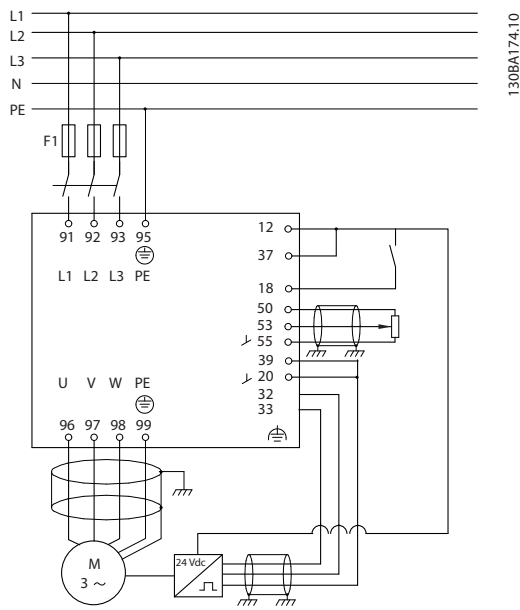 L1
L2
L3
N
PE
130BA174.10
F1
91 92 93 95
L1 L2 L3 PE
12
37
18
50
53
55
39
20
32
33
U V W PE
96 97 98 99
M
3 ~
24 Vdc